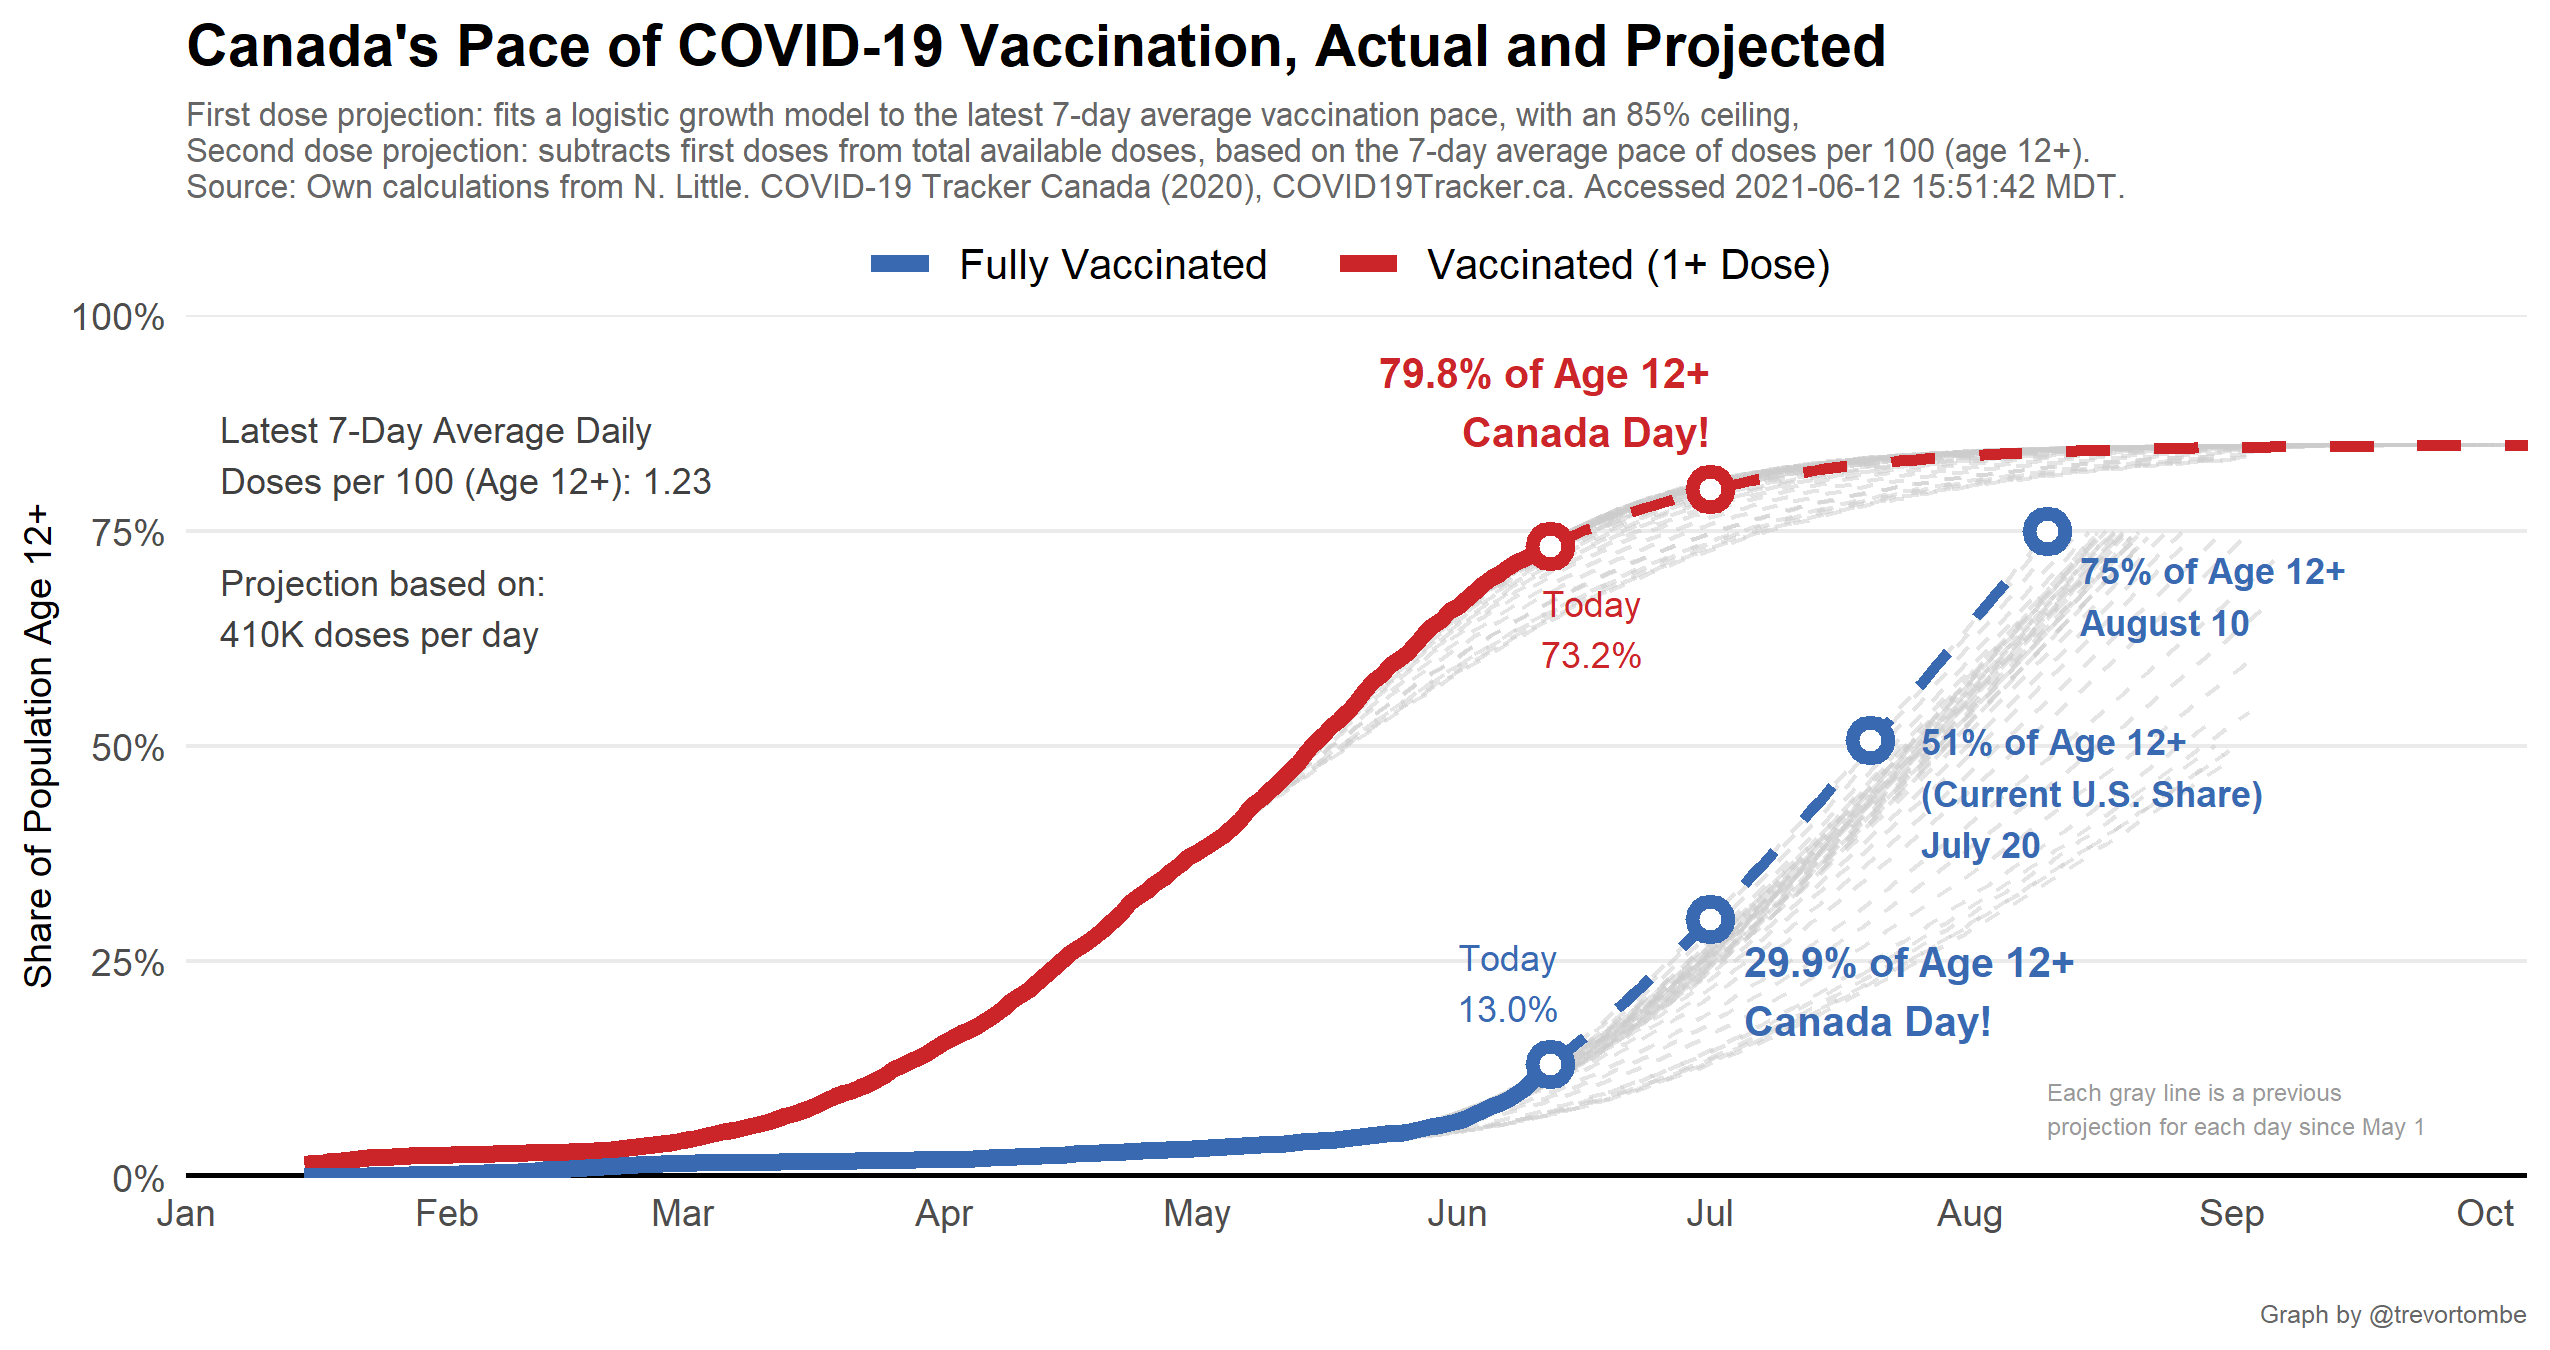 Canada's Pace of COVID-19 Vaccination, Actual and Projected
First dose projection: fits a logistic growth model to the latest 7-day average vaccination pace, with an 85% ceiling,
Second dose projection: subtracts first doses from total available doses, based on the 7-day average pace of doses per 100 (age 12+).
Source: Own calculations from N. Little. COVID-19 Tracker Canada (2020), COVID19Tracker.ca. Accessed 2021-06-12 15:51:42 MDT.
Fully Vaccinated
Vaccinated (1+ Dose)
Share of Population Age 12+
100%
75%
50%
25%
0%
Latest 7-Day Average Daily
Doses per 100 (Age 12+): 1.23
Projection based on:
410K doses per day
79.8% of Age 12+
Canada Day!
Today
73.2%
75% of Age 12+
August 10
51% of Age 12+
(Current U.S. Share)
July 20
Today
13.0%
29.9% of Age 12+
Canada Day!
Each gray line is a previous
projection for each day since May 1
Jan
Feb
Mar
Apr
May
Jun
Jul
Aug
Sep
Oct
Graph by @trevortombe